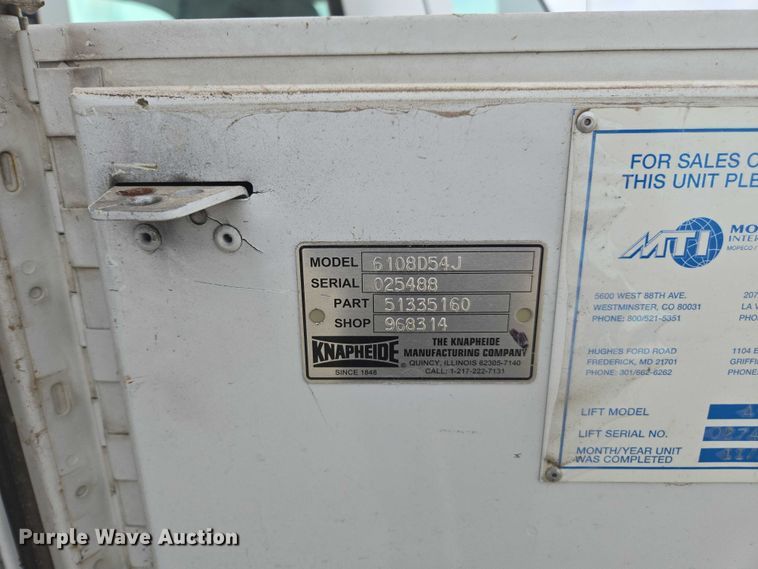 MODEL 6108D54J
SERIAL 025488
PART 51335160
SHOP 968314
KNAPHEIDE®
SINCE 1848
THE KNAPHEIDE
MANUFACTURING COMPANY
QUINCY, ILLINOIS 62305-7140
CALL: 1-217-222-7131
FOR SALES
THIS UNIT
MTI
5600 WEST 88TH AVE.
WESTMINSTER, CO 80031
PHONE: 800/521-5351
HUGHES FORD ROAD
FREDERICK, MD 21701
PHONE: 301/662-6262
LIFT MODEL 4
LIFT SERIAL NO.
MONTH/YEAR UNIT
WAS COMPLETED
Purple Wave Auction